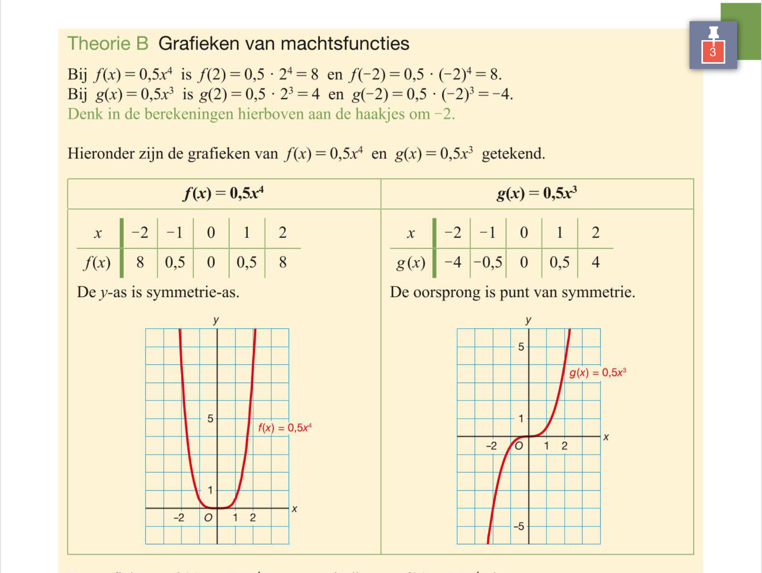 3
Theorie B Grafieken van machtsfuncties
Bij f(x) = 0,5x⁴ is f(2) = 0,5 · 2⁴ = 8 en f(−2) = 0,5 · (−2)⁴ = 8.
Bij g(x) = 0,5x³ is g(2) = 0,5 · 2³ = 4 en g(−2) = 0,5 · (−2)³ = −4.
Denk in de berekeningen hierboven aan de haakjes om −2.
Hieronder zijn de grafieken van f(x) = 0,5x⁴ en g(x) = 0,5x³ getekend.
f(x) = 0,5x⁴
x −2 −1 0 1 2
f(x) 8 0,5 0 0,5 8
De y-as is symmetrie-as.
y
5
f(x) = 0,5x⁴
1
x
−2 O 1 2
g(x) = 0,5x³
x −2 −1 0 1 2
g(x) −4 −0,5 0 0,5 4
De oorsprong is punt van symmetrie.
y
5
g(x) = 0,5x³
1
x
−2 O 1 2
−5